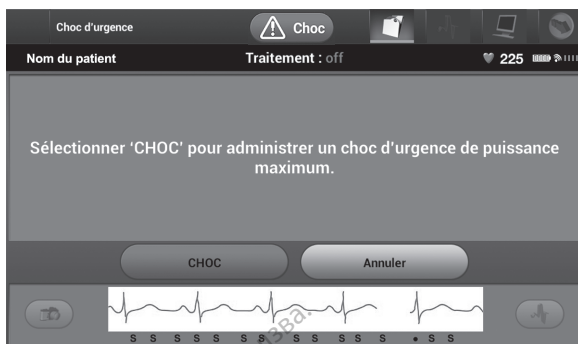 Choc d'urgence
Choc
Nom du patient
Traitement : off
225
Sélectionner 'CHOC' pour administrer un choc d'urgence de puissance
maximum.
CHOC
Annuler
S S S S S S S S S S S S • S S